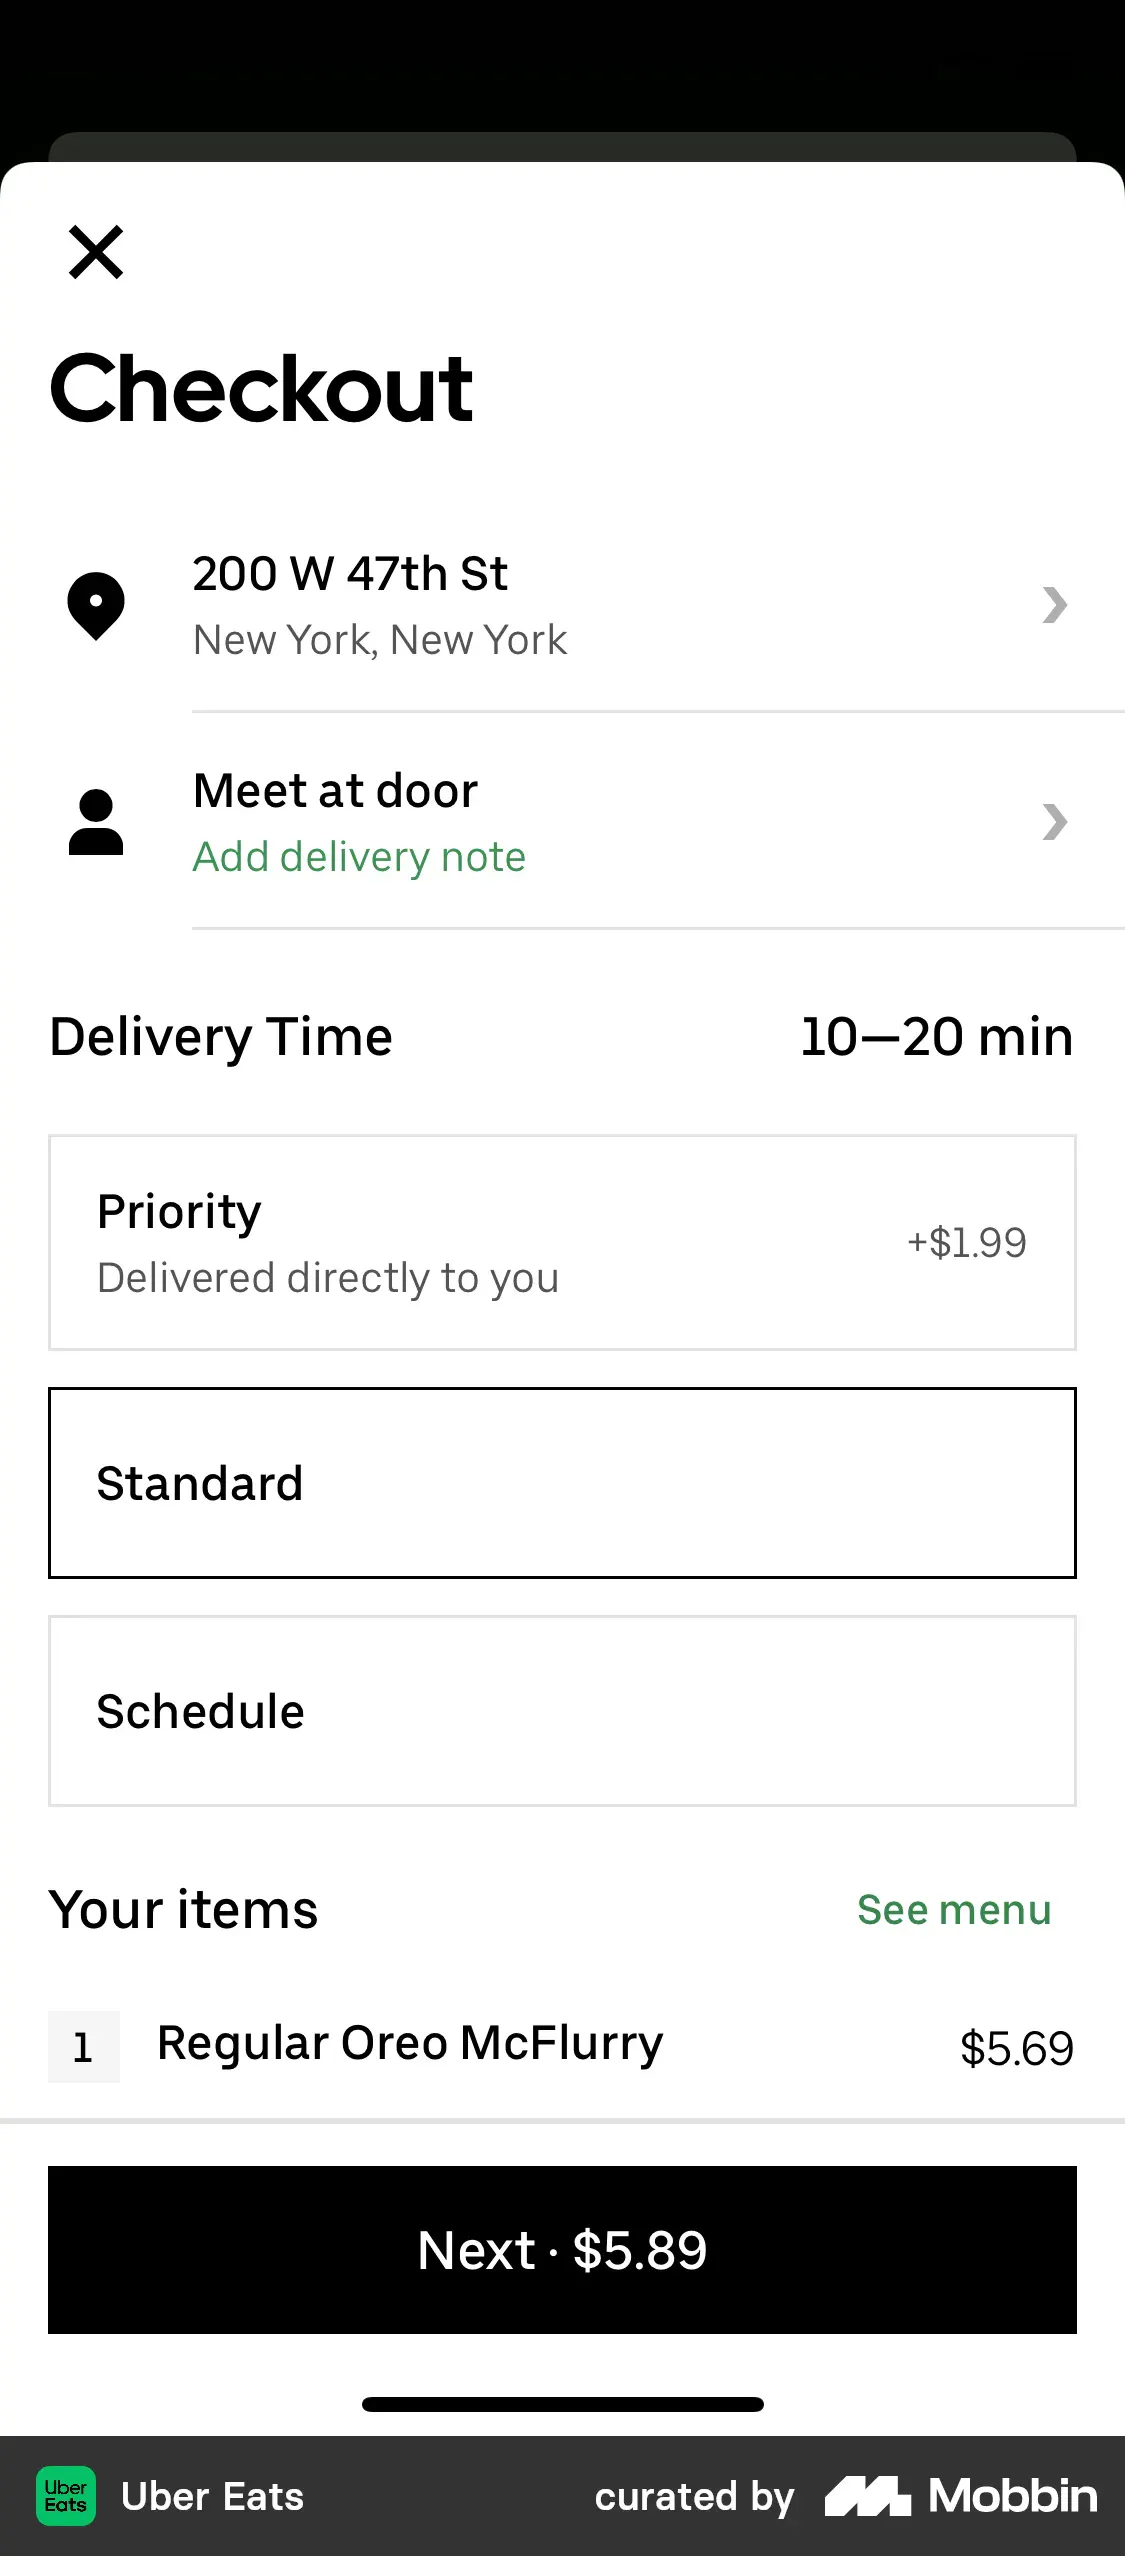 Checkout
200 W 47th St
New York, New York
Meet at door
Add delivery note
Delivery Time 10—20 min
Priority
Delivered directly to you
+$1.99
Standard
Schedule
Your items See menu
1 Regular Oreo McFlurry $5.69
Next · $5.89
Uber
Eats
Uber Eats
curated by Mobbin